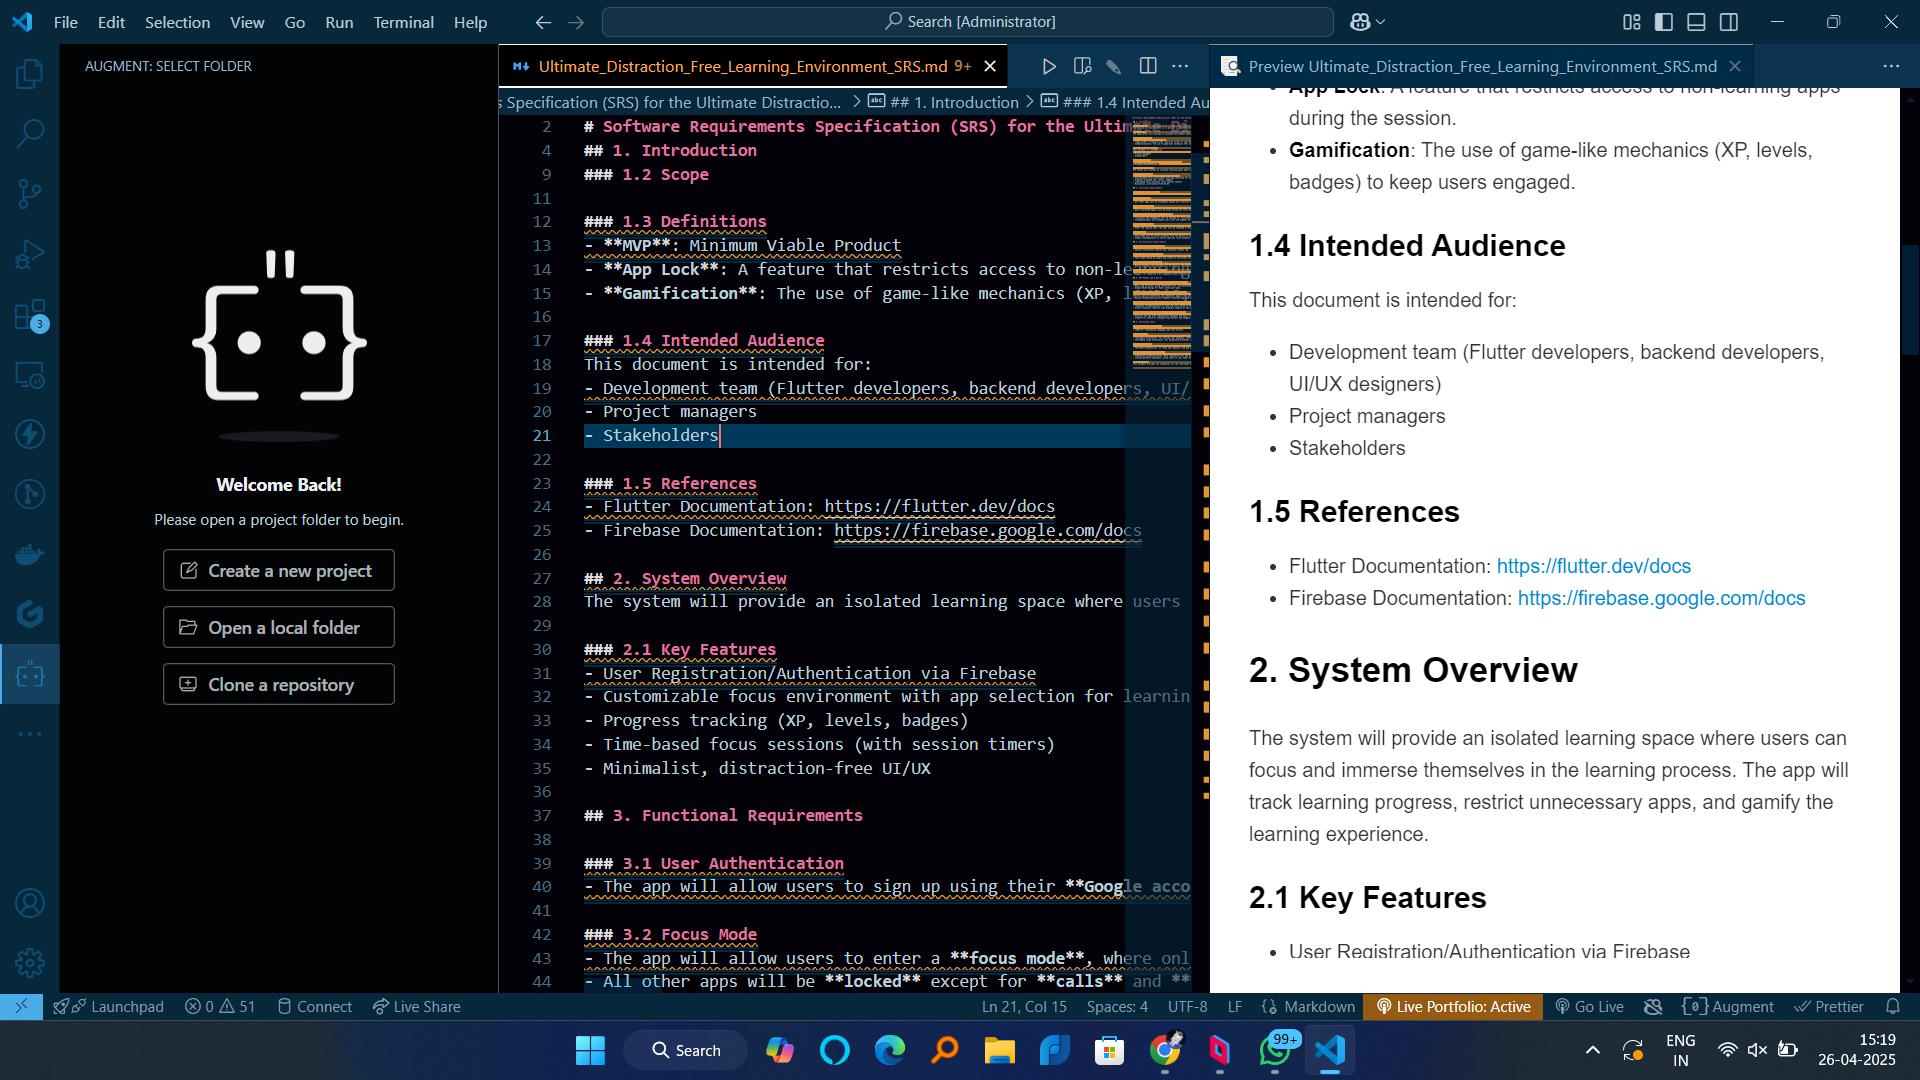 File Edit Selection View Go Run Terminal Help
Search [Administrator]
AUGMENT: SELECT FOLDER
Welcome Back!
Please open a project folder to begin.
Create a new project
Open a local folder
Clone a repository
3
Ultimate_Distraction_Free_Learning_Environment_SRS.md 9+
s Specification (SRS) for the Ultimate Distractio... > ## 1. Introduction > ### 1.4 Intended Au
2 # Software Requirements Specification (SRS) for the Ultim
4 ## 1. Introduction
9 ### 1.2 Scope
11
12 ### 1.3 Definitions
13 - **MVP**: Minimum Viable Product
14 - **App Lock**: A feature that restricts access to non-learning
15 - **Gamification**: The use of game-like mechanics (XP,
16
17 ### 1.4 Intended Audience
18 This document is intended for:
19 - Development team (Flutter developers, backend developers, UI/
20 - Project managers
21 - Stakeholders
22
23 ### 1.5 References
24 - Flutter Documentation: https://flutter.dev/docs
25 - Firebase Documentation: https://firebase.google.com/docs
26
27 ## 2. System Overview
28 The system will provide an isolated learning space where users
29
30 ### 2.1 Key Features
31 - User Registration/Authentication via Firebase
32 - Customizable focus environment with app selection for learnin
33 - Progress tracking (XP, levels, badges)
34 - Time-based focus sessions (with session timers)
35 - Minimalist, distraction-free UI/UX
36
37 ## 3. Functional Requirements
38
39 ### 3.1 User Authentication
40 - The app will allow users to sign up using their **Google acco
41
42 ### 3.2 Focus Mode
43 - The app will allow users to enter a **focus mode**, where onl
44 - All other apps will be **locked** except for **calls** and **
Preview Ultimate_Distraction_Free_Learning_Environment_SRS.md
App Lock: A feature that restricts access to non-learning apps
during the session.
Gamification: The use of game-like mechanics (XP, levels,
badges) to keep users engaged.
1.4 Intended Audience
This document is intended for:
Development team (Flutter developers, backend developers,
UI/UX designers)
Project managers
Stakeholders
1.5 References
Flutter Documentation: https://flutter.dev/docs
Firebase Documentation: https://firebase.google.com/docs
2. System Overview
The system will provide an isolated learning space where users can
focus and immerse themselves in the learning process. The app will
track learning progress, restrict unnecessary apps, and gamify the
learning experience.
2.1 Key Features
User Registration/Authentication via Firebase
Launchpad 0 51 Connect Live Share Ln 21, Col 15 Spaces: 4 UTF-8 LF Markdown Live Portfolio: Active Go Live Augment Prettier
Search
99+
ENG
IN
15:19
26-04-2025